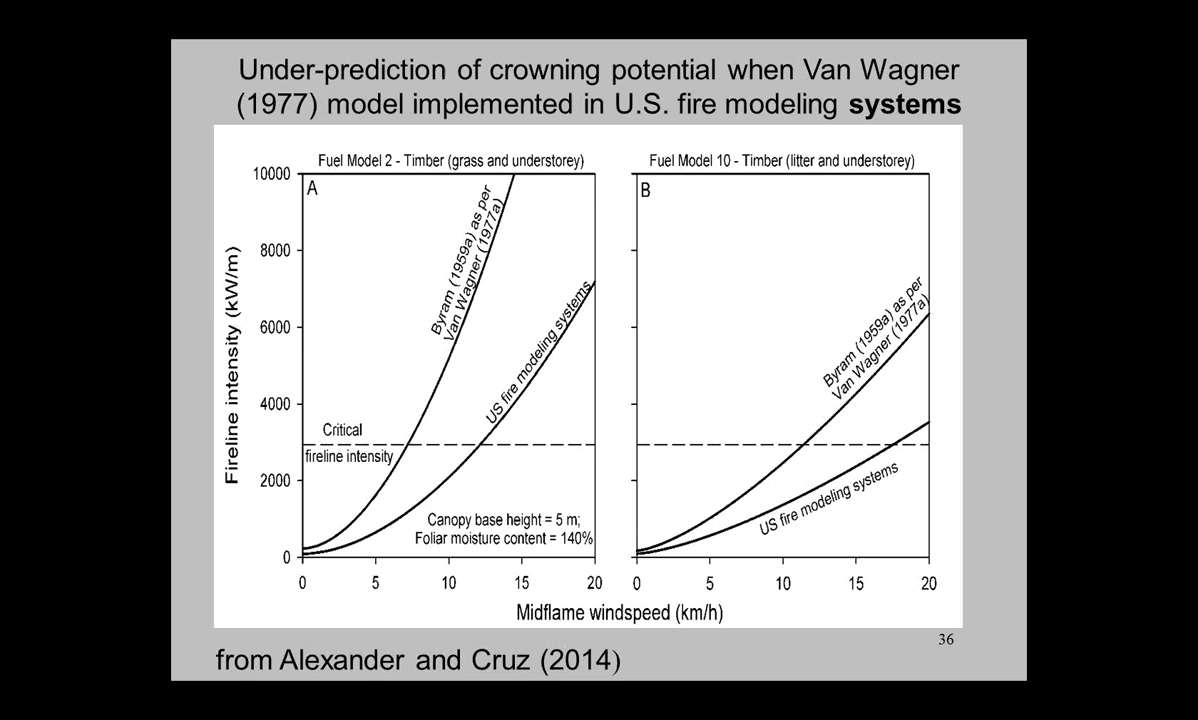 Under-prediction of crowning potential when Van Wagner
(1977) model implemented in U.S. fire modeling systems
Fuel Model 2 - Timber (grass and understorey)
Fuel Model 10 - Timber (litter and understorey)
Fireline intensity (kW/m)
10000
8000
6000
4000
2000
0
A
Byram (1959a) as per
Van Wagner (1977a)
US fire modeling systems
Critical
fireline intensity
Canopy base height = 5 m;
Foliar moisture content = 140%
0 5 10 15 20
B
Byram (1959a) as per
Van Wagner (1977a)
US fire modeling systems
0 5 10 15 20
Midflame windspeed (km/h)
36
from Alexander and Cruz (2014)